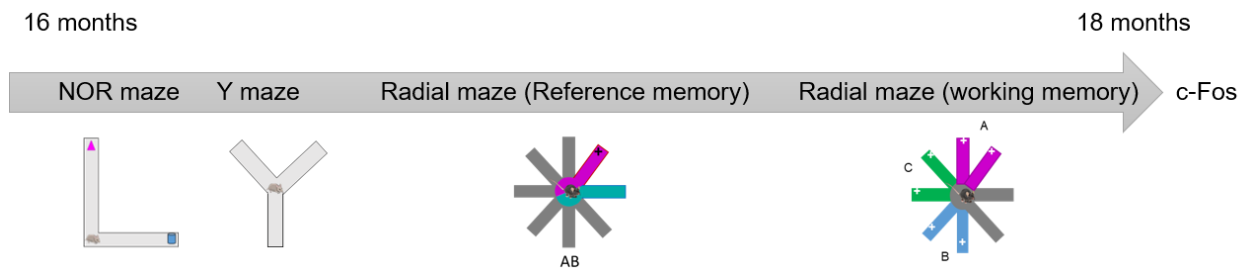 16 months
18 months
NOR maze
Y maze
Radial maze (Reference memory)
Radial maze (working memory)
c-Fos
+
AB
A
C
B
+ + + + + +